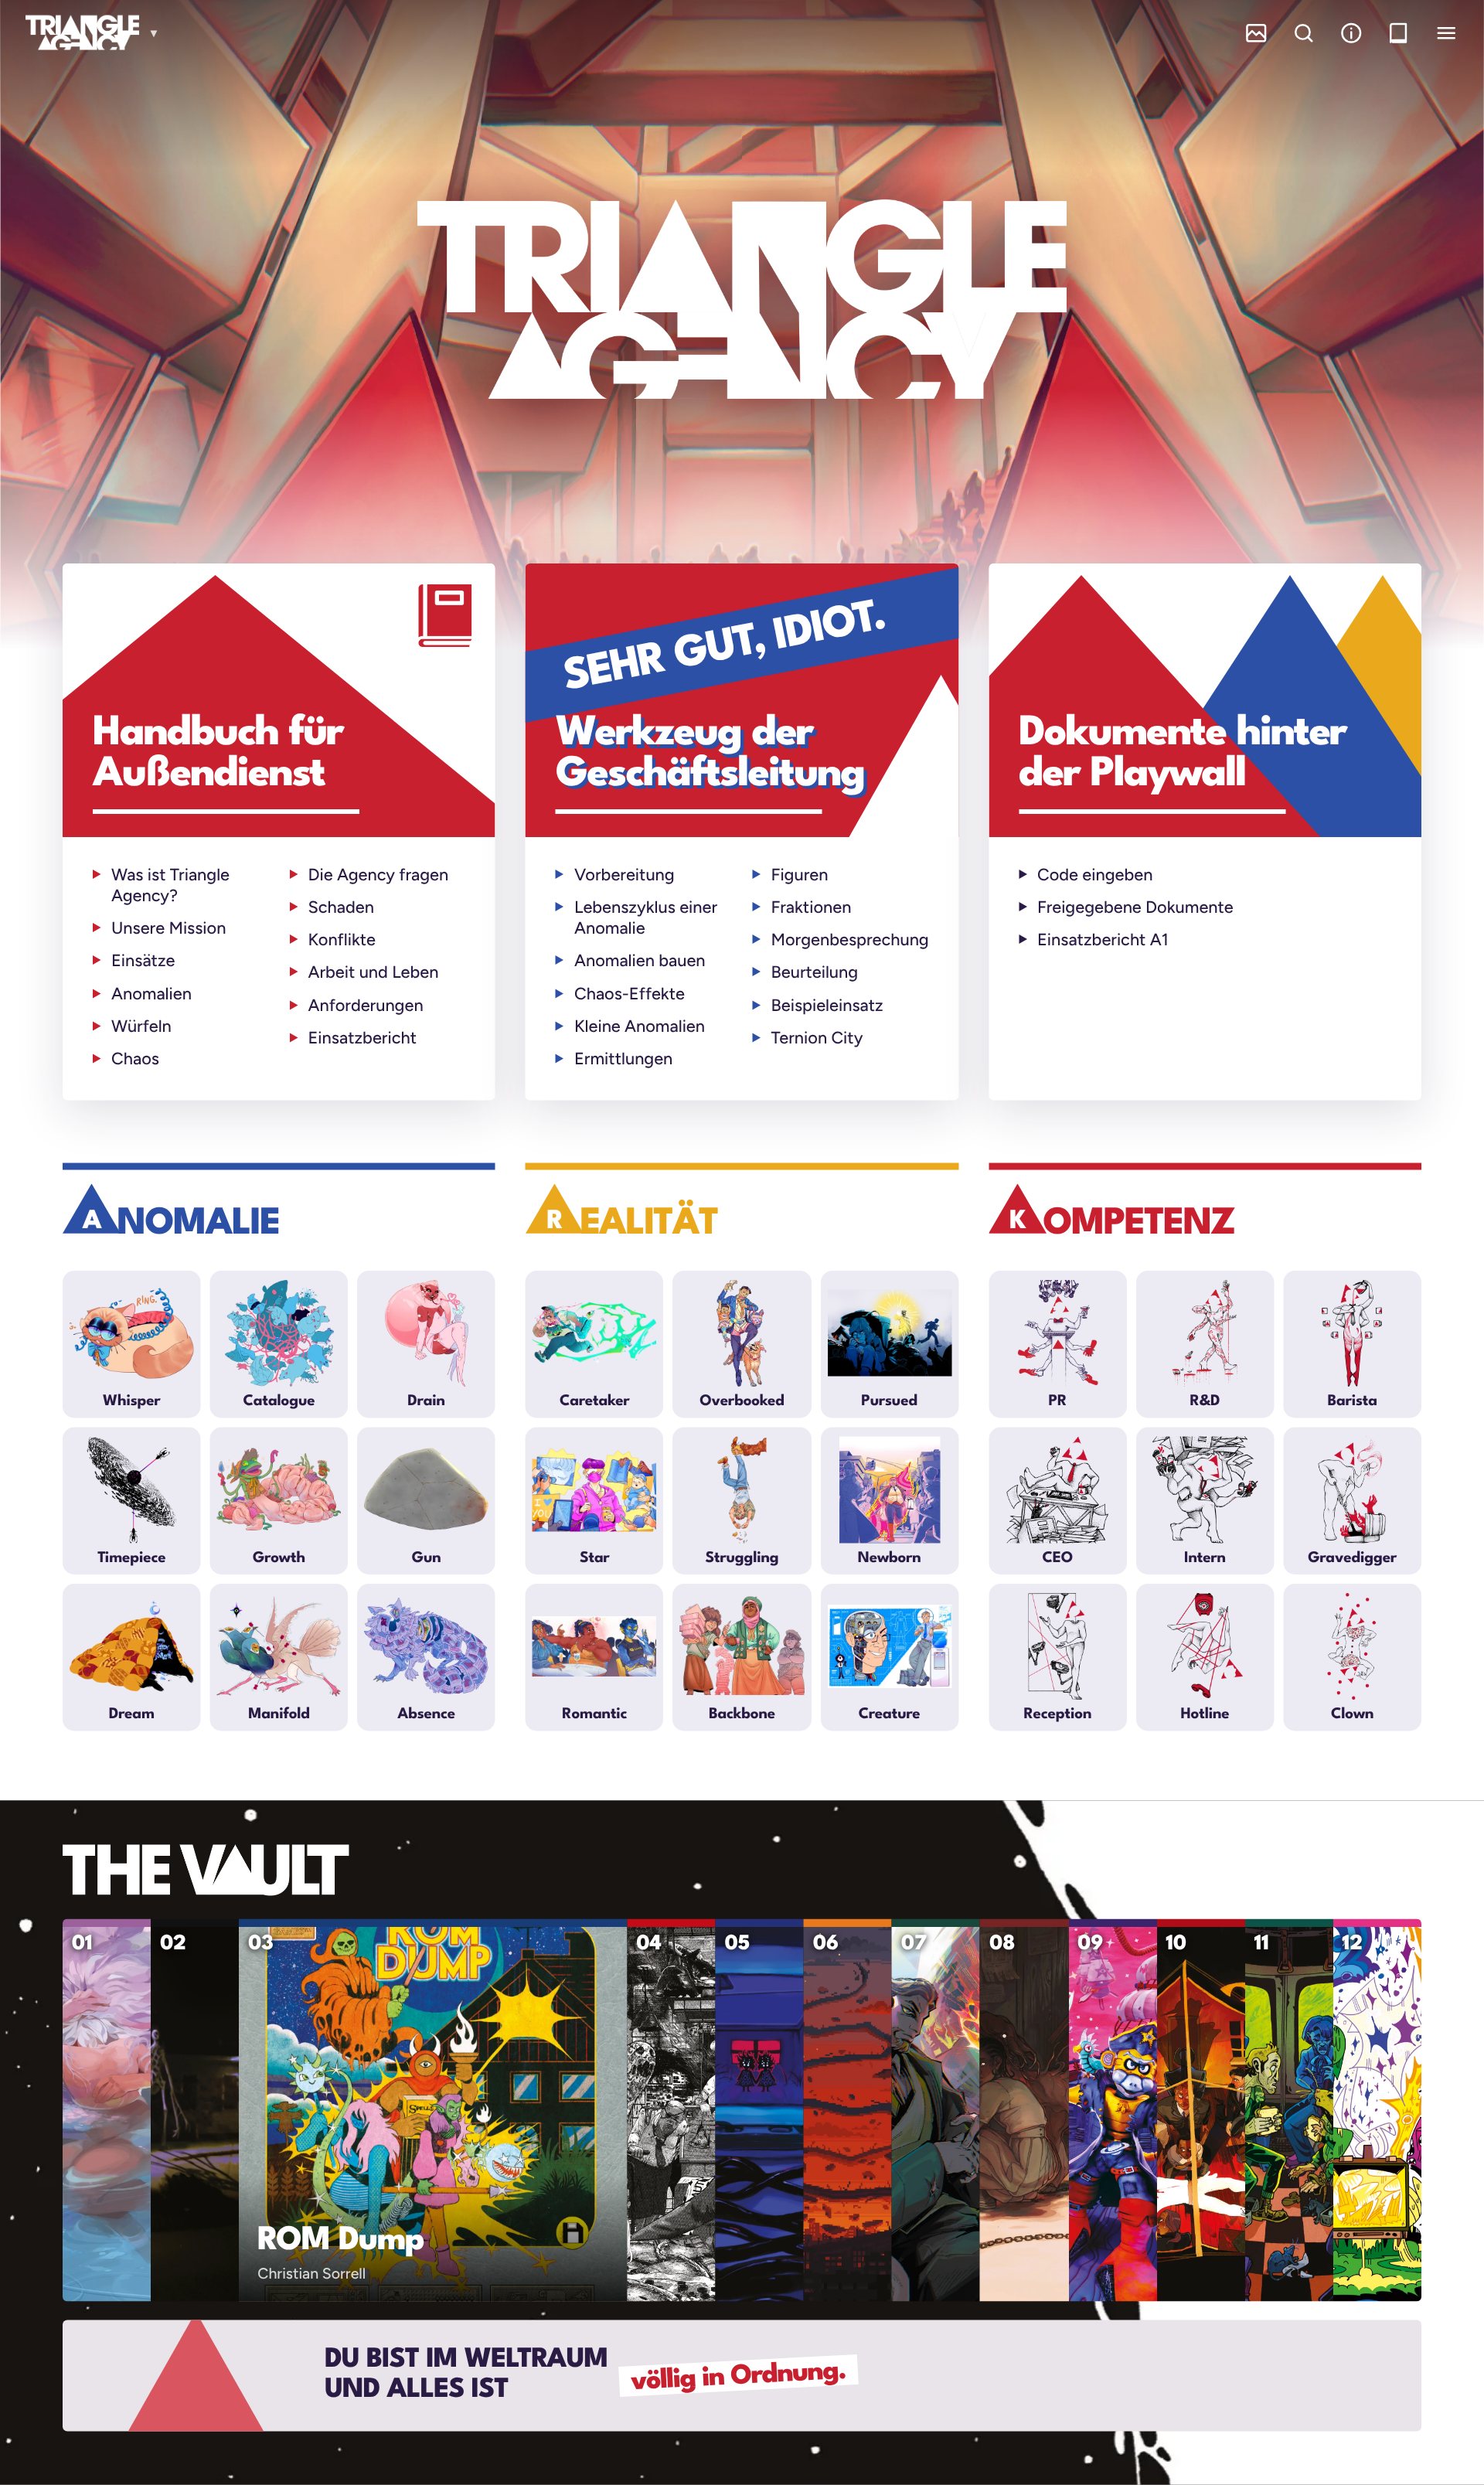 TRIANGLE
AGENCY
TRIANGLE
AGENCY
Handbuch für
Außendienst
Was ist Triangle
Agency?
Unsere Mission
Einsätze
Anomalien
Würfeln
Chaos
Die Agency fragen
Schaden
Konflikte
Arbeit und Leben
Anforderungen
Einsatzbericht
SEHR GUT, IDIOT.
Werkzeug der
Geschäftsleitung
Vorbereitung
Lebenszyklus einer
Anomalie
Anomalien bauen
Chaos-Effekte
Kleine Anomalien
Ermittlungen
Figuren
Fraktionen
Morgenbesprechung
Beurteilung
Beispieleinsatz
Ternion City
Dokumente hinter
der Playwall
Code eingeben
Freigegebene Dokumente
Einsatzbericht A1
ANOMALIE
RING
Whisper
Catalogue
Drain
Timepiece
Growth
Gun
Dream
Manifold
Absence
REALITÄT
Caretaker
Overbooked
Pursued
Star
Struggling
Newborn
Romantic
Backbone
Creature
KOMPETENZ
PR
R&D
Barista
CEO
Intern
Gravedigger
Reception
Hotline
Clown
THE VAULT
01
02
03
ROM
DUMP
ROM Dump
Christian Sorrell
04
05
06
07
08
09
10
11
12
DU BIST IM WELTRAUM
UND ALLES IST
völlig in Ordnung.